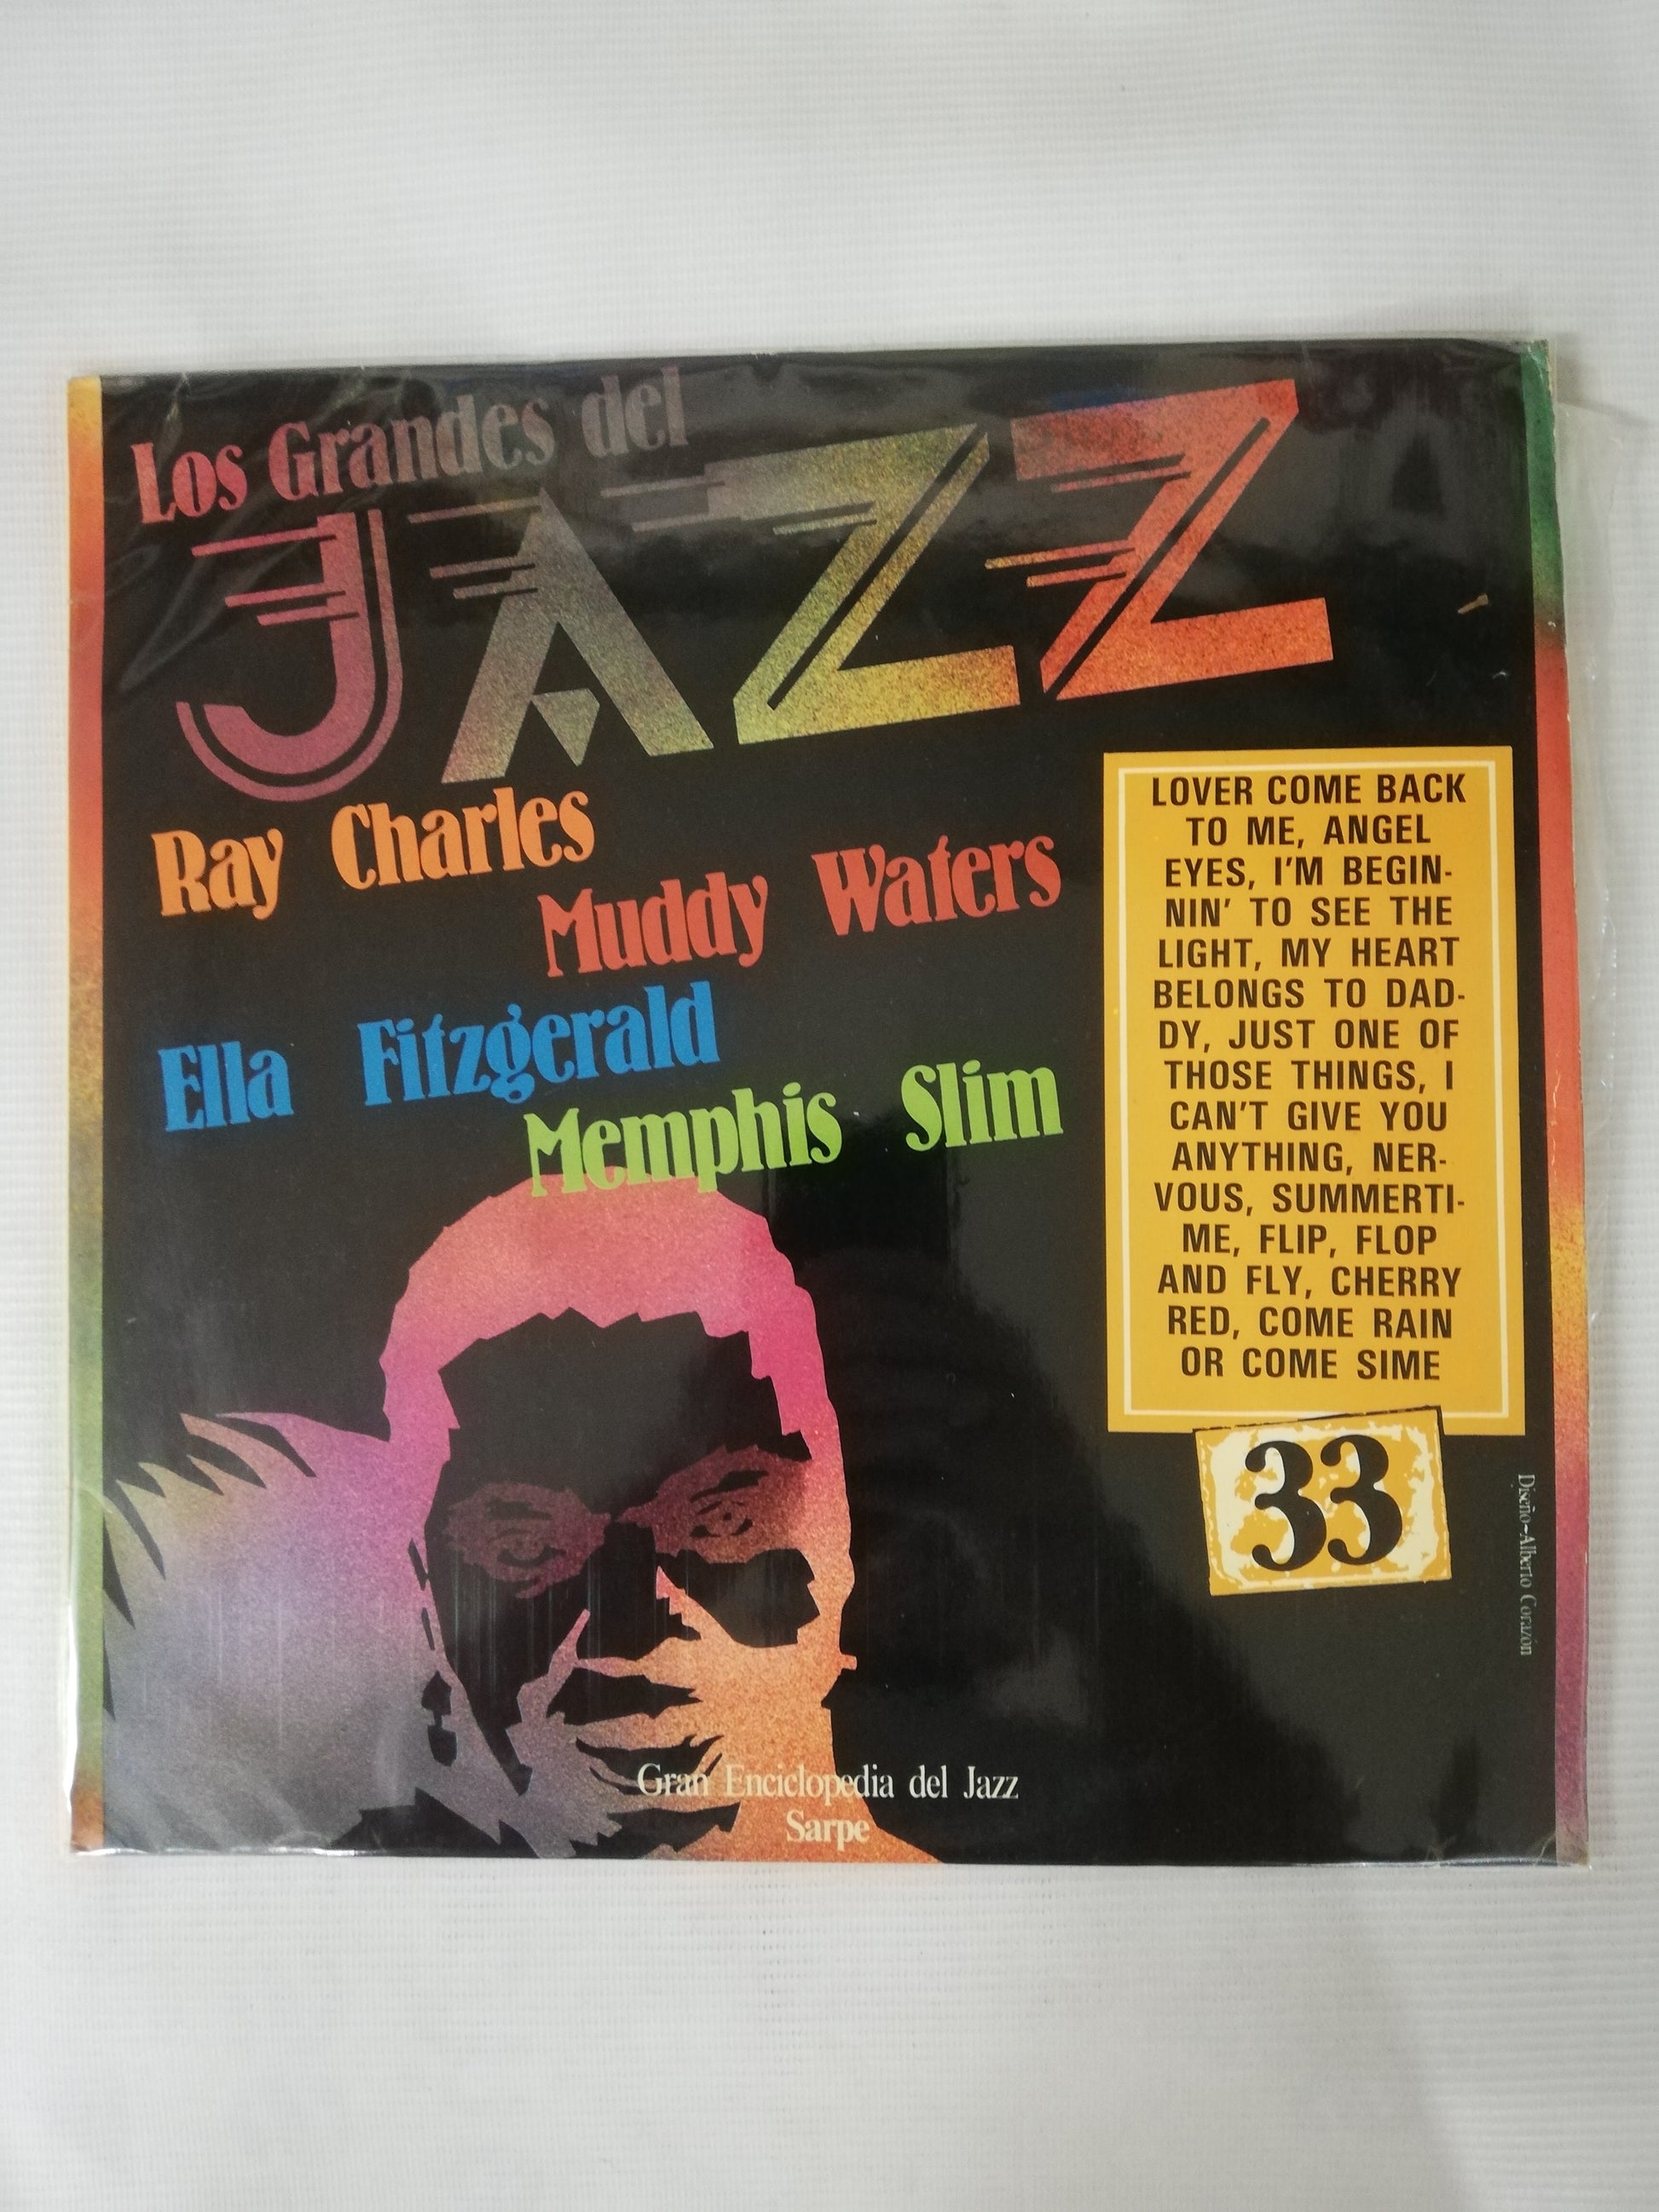 Los Grandes del
JAZZ
Ray Charles
Muddy Waters
Ella Fitzgerald
Memphis Slim
LOVER COME BACK
TO ME, ANGEL
EYES, I'M BEGIN-
NIN' TO SEE THE
LIGHT, MY HEART
BELONGS TO DAD-
DY, JUST ONE OF
THOSE THINGS, I
CAN'T GIVE YOU
ANYTHING, NER-
VOUS, SUMMERTI-
ME, FLIP, FLOP
AND FLY, CHERRY
RED, COME RAIN
OR COME SIME
33
Diseño-Alberto Corazón
Gran Enciclopedia del Jazz
Sarpe